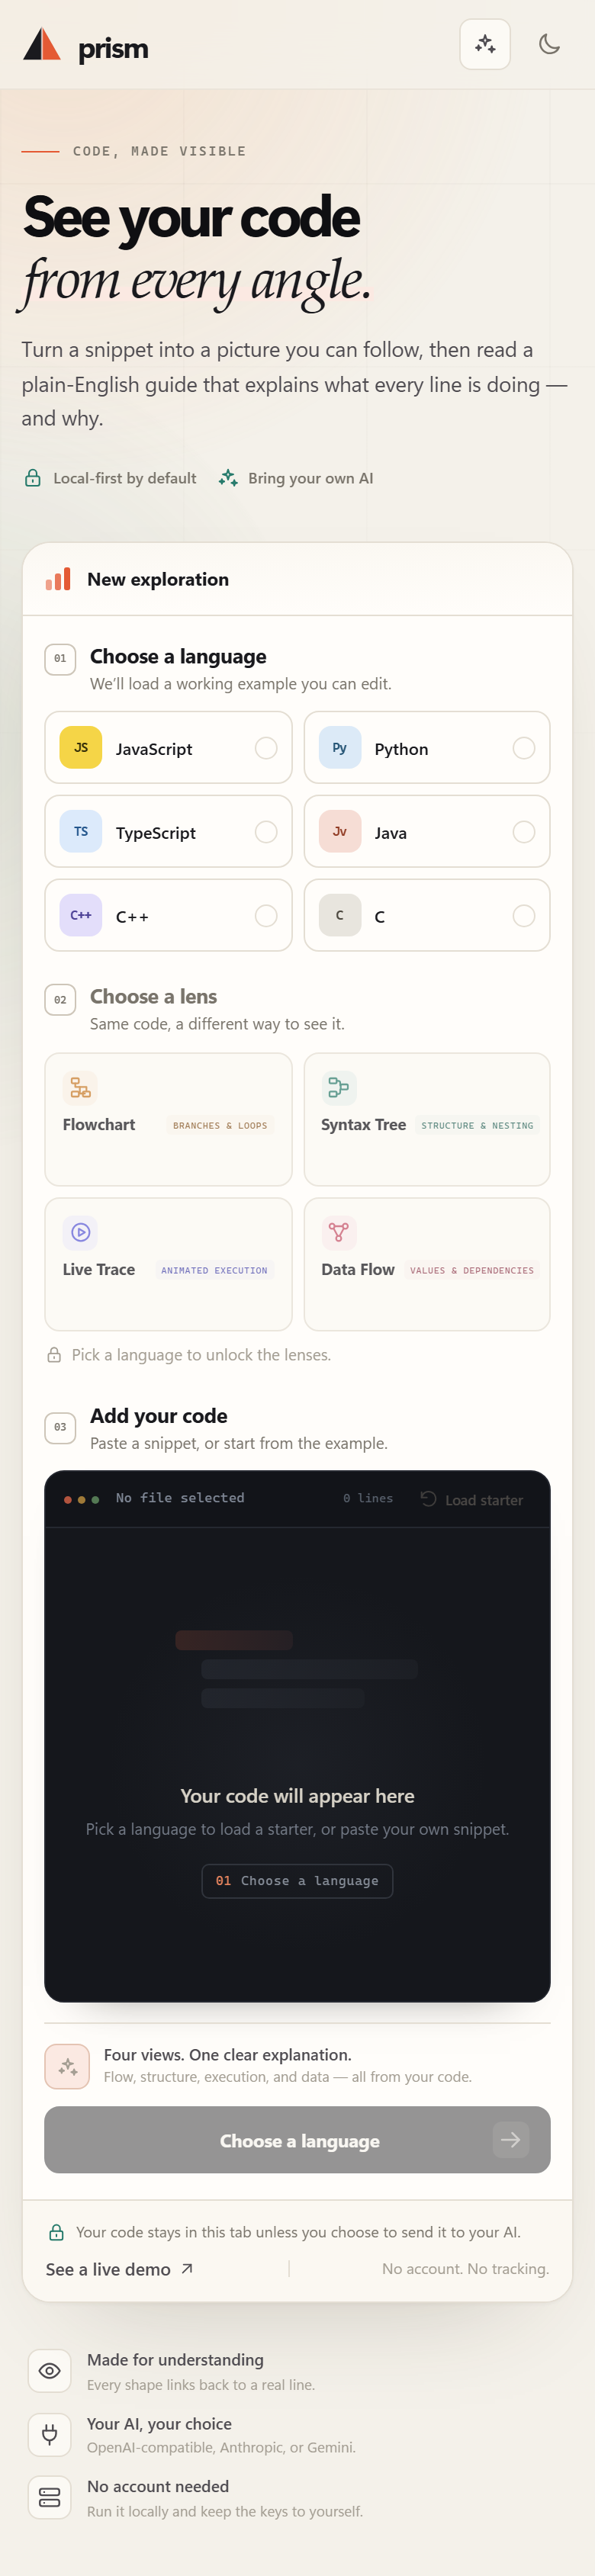 prism
CODE, MADE VISIBLE
See your code
from every angle.
Turn a snippet into a picture you can follow, then read a
plain-English guide that explains what every line is doing —
and why.
Local-first by default
Bring your own AI
New exploration
01
Choose a language
We'll load a working example you can edit.
JS
JavaScript
Py
Python
TS
TypeScript
Jv
Java
C++
C++
C
C
02
Choose a lens
Same code, a different way to see it.
Flowchart
BRANCHES & LOOPS
Syntax Tree
STRUCTURE & NESTING
Live Trace
ANIMATED EXECUTION
Data Flow
VALUES & DEPENDENCIES
Pick a language to unlock the lenses.
03
Add your code
Paste a snippet, or start from the example.
No file selected
0 lines
Load starter
Your code will appear here
Pick a language to load a starter, or paste your own snippet.
01 Choose a language
Four views. One clear explanation.
Flow, structure, execution, and data — all from your code.
Choose a language
Your code stays in this tab unless you choose to send it to your AI.
See a live demo
No account. No tracking.
Made for understanding
Every shape links back to a real line.
Your AI, your choice
OpenAI-compatible, Anthropic, or Gemini.
No account needed
Run it locally and keep the keys to yourself.